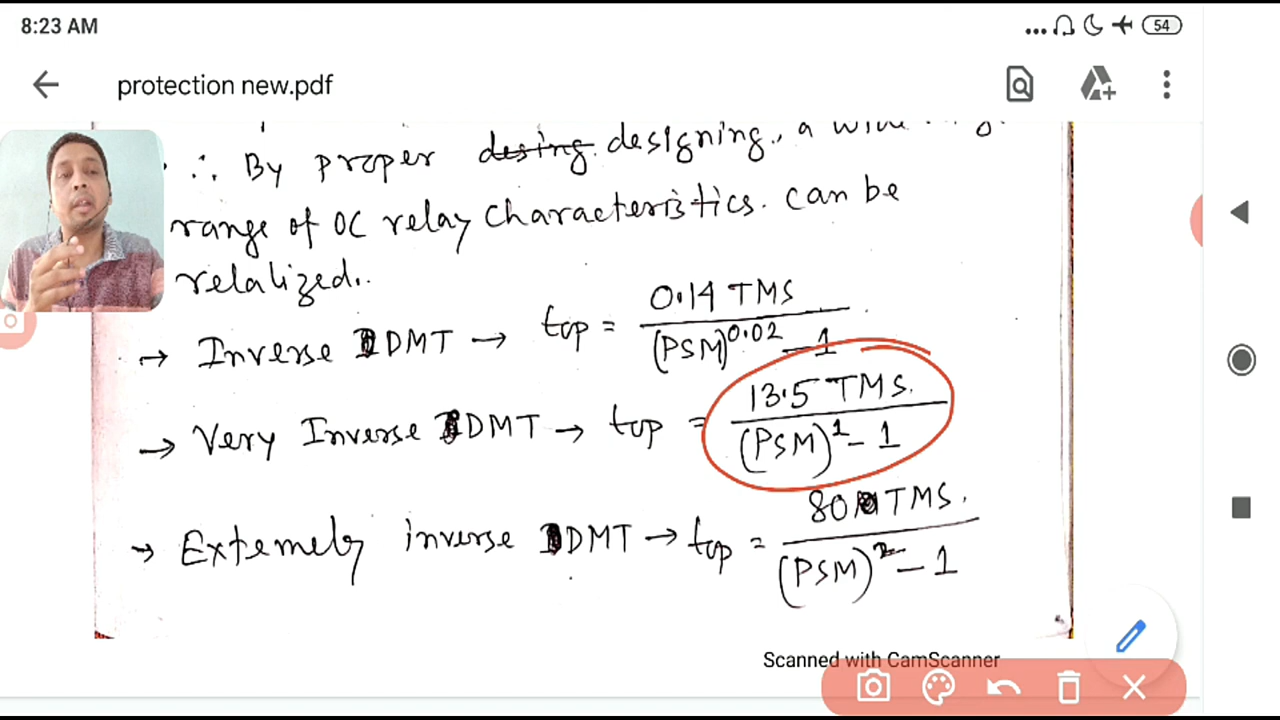 8:23 AM
54
protection new.pdf
∴ By proper desing designing, a wide
range of OC relay characteristics. can be
relalized..
→ Inverse IDMT → top = 0.14 TMS / (PSM)^0.02 - 1
→ Very Inverse IDMT → top = 13.5 TMS. / (PSM)^1 - 1
→ Extemely inverse IDMT → top = 80 TMS. / (PSM)^2 - 1
Scanned with CamScanner